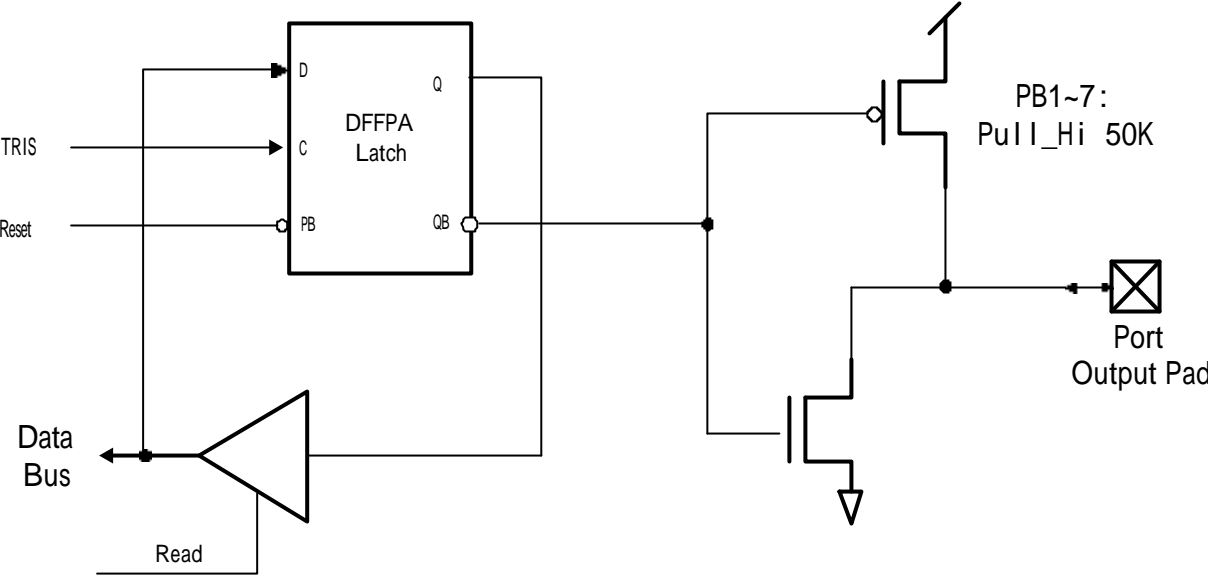 D
Q
DFFPA
Latch
TRIS
C
Reset
PB
QB
PB1~7:
Pull_Hi 50K
Port
Output Pad
Data
Bus
Read